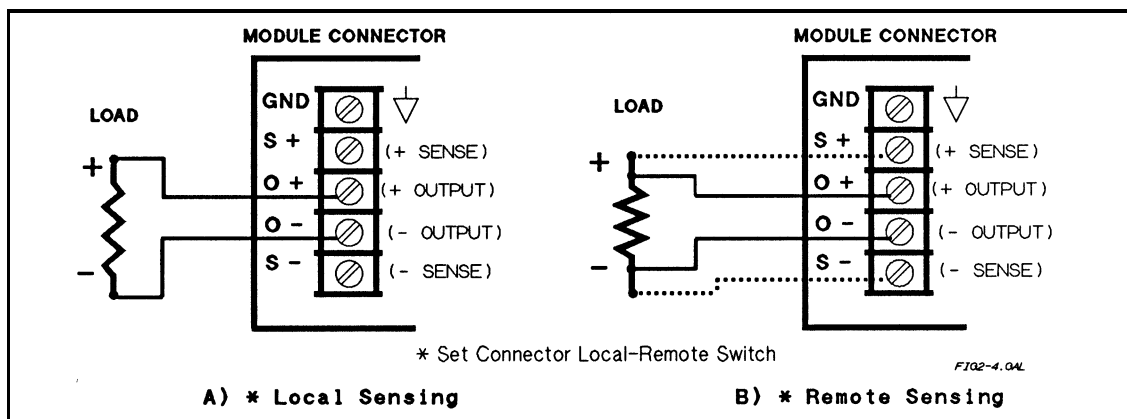 MODULE CONNECTOR
LOAD
+
-
GND
S +
O +
O -
S -
(+ SENSE)
(+ OUTPUT)
(- OUTPUT)
(- SENSE)
MODULE CONNECTOR
LOAD
+
-
GND
S +
O +
O -
S -
(+ SENSE)
(+ OUTPUT)
(- OUTPUT)
(- SENSE)
* Set Connector Local-Remote Switch
FIG2-4.GAL
A) * Local Sensing
B) * Remote Sensing